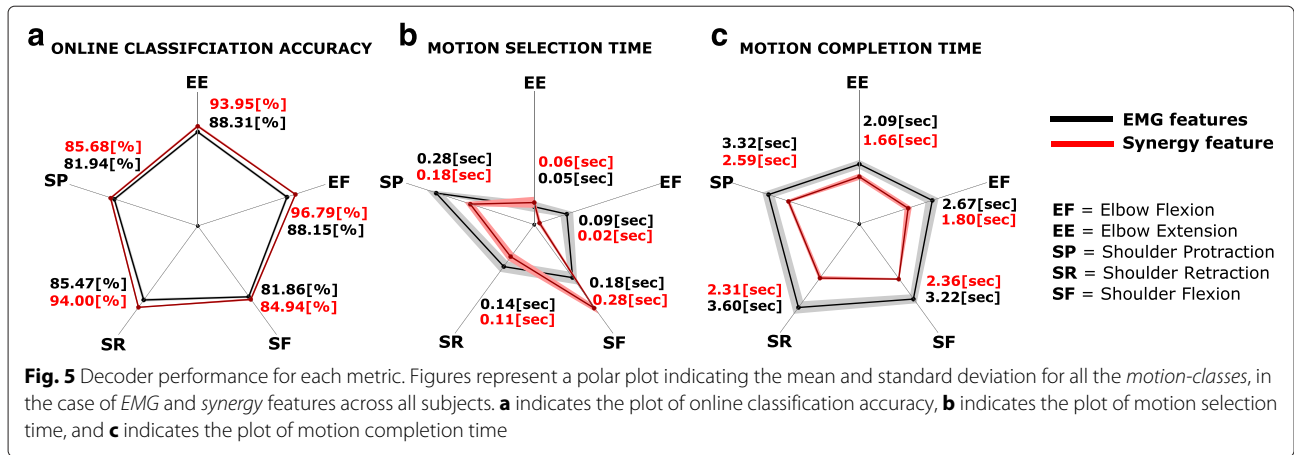 a ONLINE CLASSIFCIATION ACCURACY
EE
93.95[%]
88.31[%]
85.68[%]
81.94[%]
SP
EF
96.79[%]
88.15[%]
85.47[%]
94.00[%]
81.86[%]
84.94[%]
SR
SF
b MOTION SELECTION TIME
EE
0.28[sec]
0.18[sec]
SP
0.06[sec]
0.05[sec]
EF
0.09[sec]
0.02[sec]
0.18[sec]
0.28[sec]
0.14[sec]
0.11[sec]
SR
SF
c MOTION COMPLETION TIME
EE
2.09[sec]
1.66[sec]
3.32[sec]
2.59[sec]
SP
EF
2.67[sec]
1.80[sec]
2.36[sec]
3.22[sec]
2.31[sec]
3.60[sec]
SR
SF
EMG features
Synergy feature
EF = Elbow Flexion
EE = Elbow Extension
SP = Shoulder Protraction
SR = Shoulder Retraction
SF = Shoulder Flexion
Fig. 5 Decoder performance for each metric. Figures represent a polar plot indicating the mean and standard deviation for all the motion-classes, in
the case of EMG and synergy features across all subjects. a indicates the plot of online classification accuracy, b indicates the plot of motion selection
time, and c indicates the plot of motion completion time